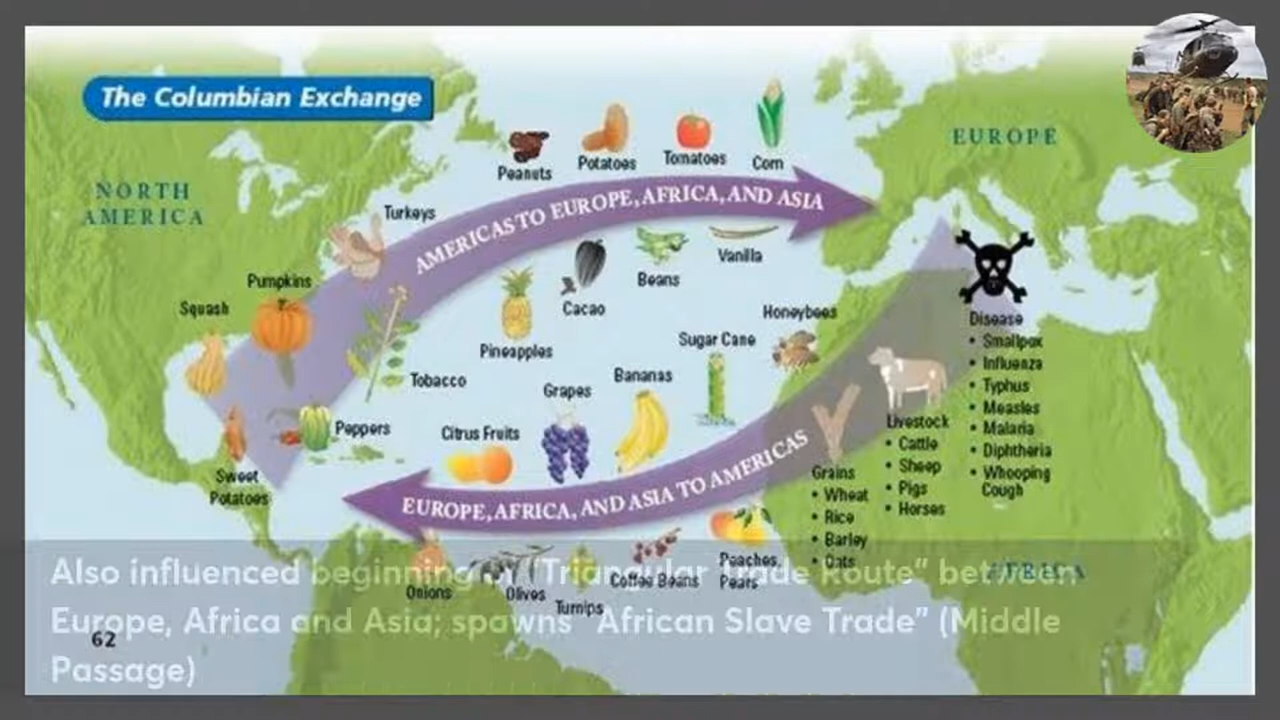 The Columbian Exchange
EUROPE
NORTH
AMERICA
Peanuts
Potatoes
Tomatoes
Corn
Turkeys
AMERICAS TO EUROPE, AFRICA, AND ASIA
Pumpkins
Squash
Cacao
Beans
Vanilla
Pineapples
Honeybees
Sugar Cane
Tobacco
Grapes
Bananas
Peppers
Citrus Fruits
Sweet
Potatoes
EUROPE, AFRICA, AND ASIA TO AMERICAS
Disease
• Smallpox
• Influenza
• Typhus
• Measles
• Malaria
• Diphtheria
• Whooping
Cough
Livestock
• Cattle
• Sheep
• Pigs
• Horses
Grains
• Wheat
• Rice
• Barley
• Oats
Onions
Olives
Turnips
Coffee Beans
Peaches,
Pears
AFRICA
Also influenced beginning of “Triangular Trade Route” between
Europe, Africa and Asia; spawns “African Slave Trade” (Middle
Passage)
62